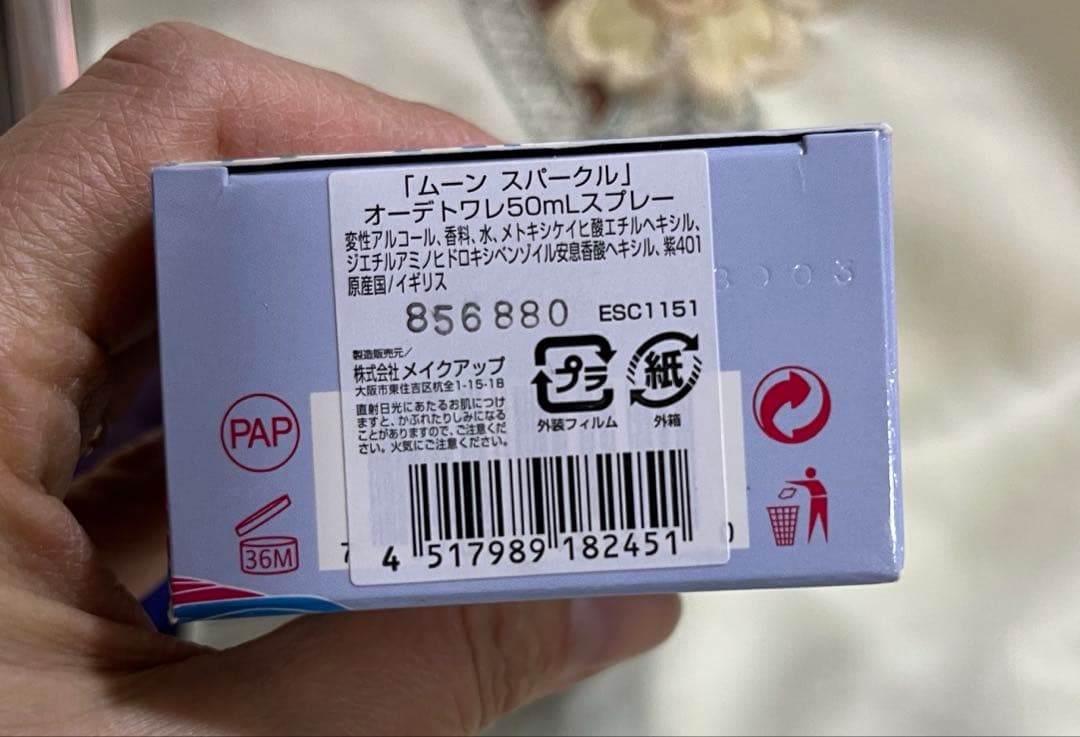 「ムーン スパークル」
オーデトワレ50mLスプレー
変性アルコール、香料、水、メトキシケイヒ酸エチルヘキシル、
ジエチルアミノヒドロキシベンゾイル安息香酸ヘキシル、紫401
原産国/イギリス
856880 ESC1151
製造販売元/
株式会社メイクアップ
大阪市東住吉区杭全1-15-18
直射日光にあたるお肌につけ
ますと、かぶれたりしみになる
ことがありますので、ご注意くだ
さい。火気にご注意ください。
プラ
外装フィルム
紙
外箱
PAP
36M
4 517989 182451